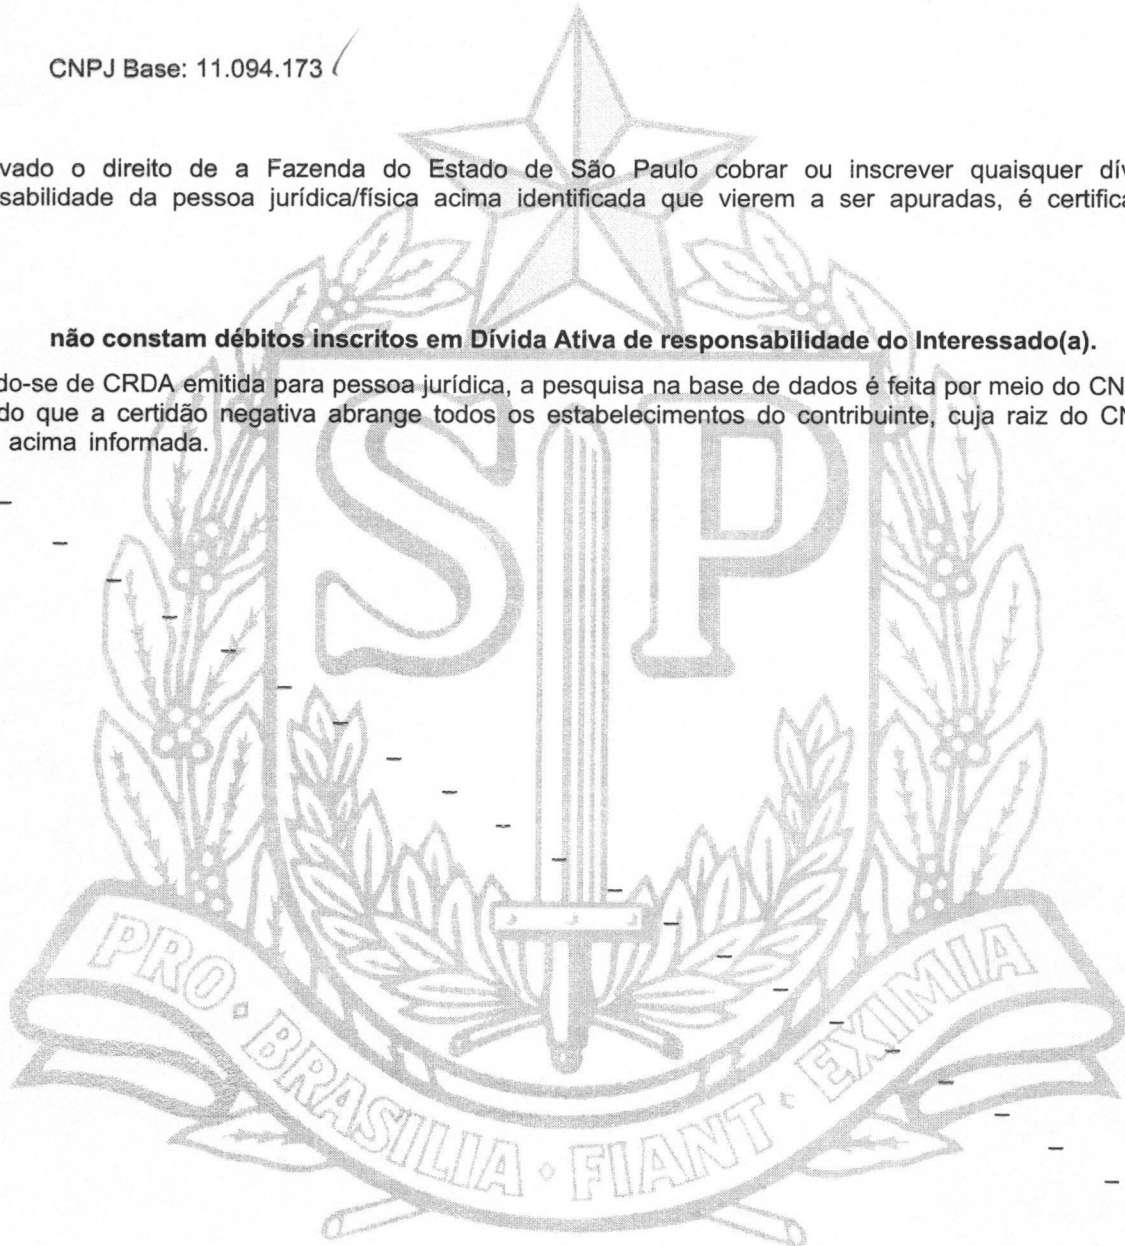 CNPJ Base: 11.094.173
vado o direito de a Fazenda do Estado de São Paulo cobrar ou inscrever quaisquer dív
sabilidade da pessoa jurídica/física acima identificada que vierem a ser apuradas, é certifica
não constam débitos inscritos em Dívida Ativa de responsabilidade do Interessado(a).
do-se de CRDA emitida para pessoa jurídica, a pesquisa na base de dados é feita por meio do CN
do que a certidão negativa abrange todos os estabelecimentos do contribuinte, cuja raiz do CN
acima informada.
SP
PRO · BRASILIA · FIANT · EXIMIA